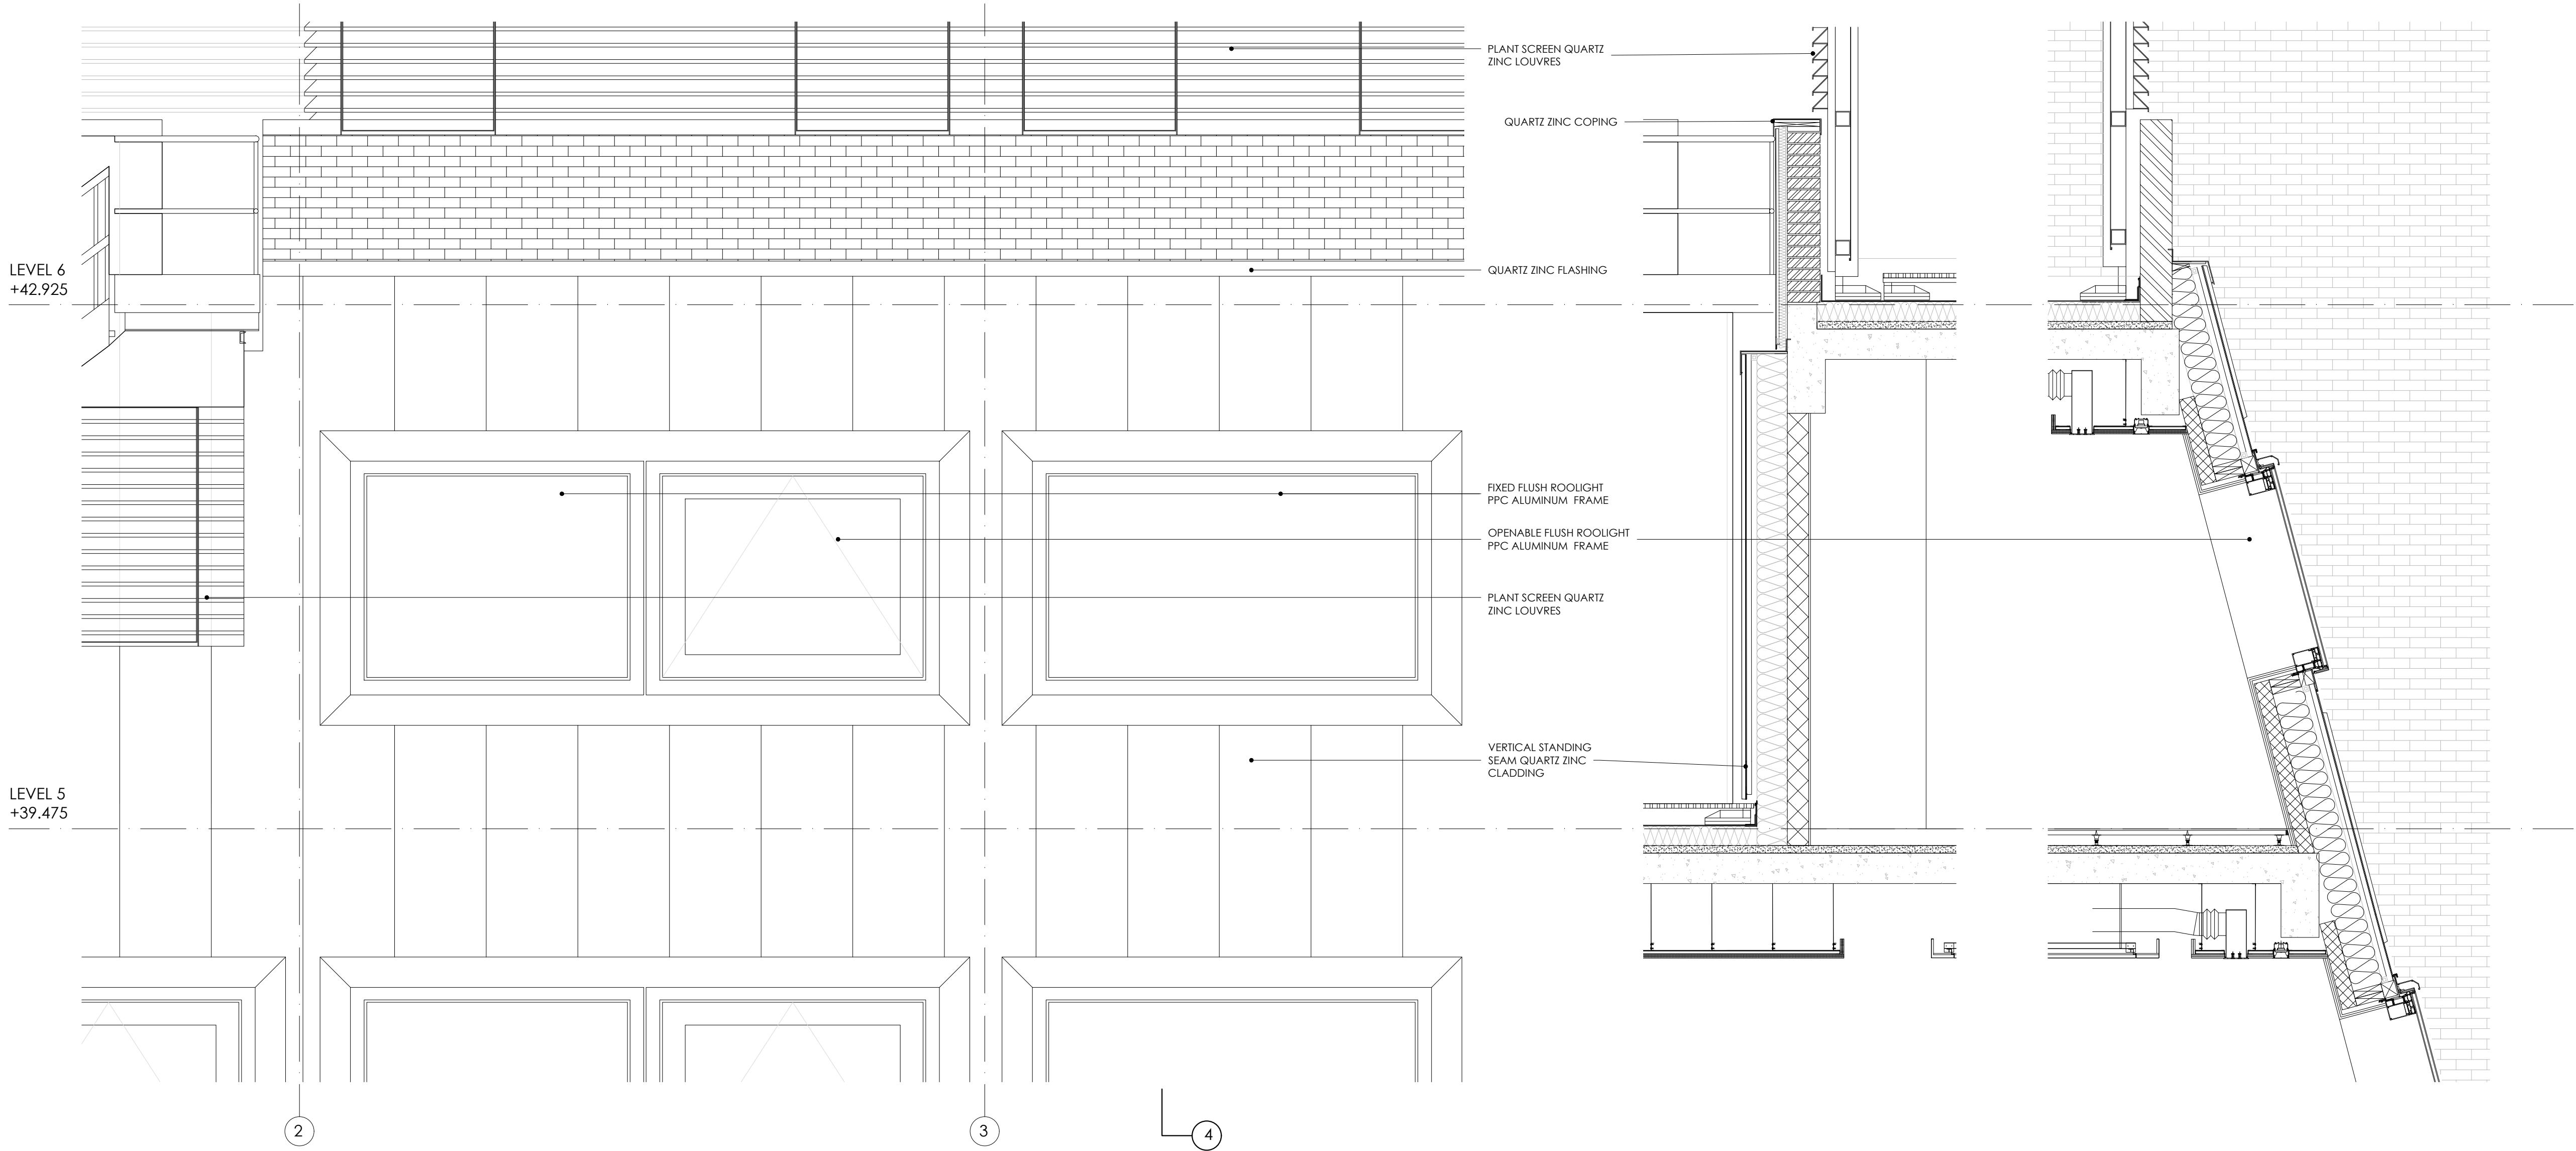 PLANT SCREEN QUARTZ
ZINC LOUVRES
QUARTZ ZINC COPING
QUARTZ ZINC FLASHING
LEVEL 6
+42.925
FIXED FLUSH ROOLIGHT
PPC ALUMINUM FRAME
OPENABLE FLUSH ROOLIGHT
PPC ALUMINUM FRAME
PLANT SCREEN QUARTZ
ZINC LOUVRES
VERTICAL STANDING
SEAM QUARTZ ZINC
CLADDING
LEVEL 5
+39.475
2
3
4